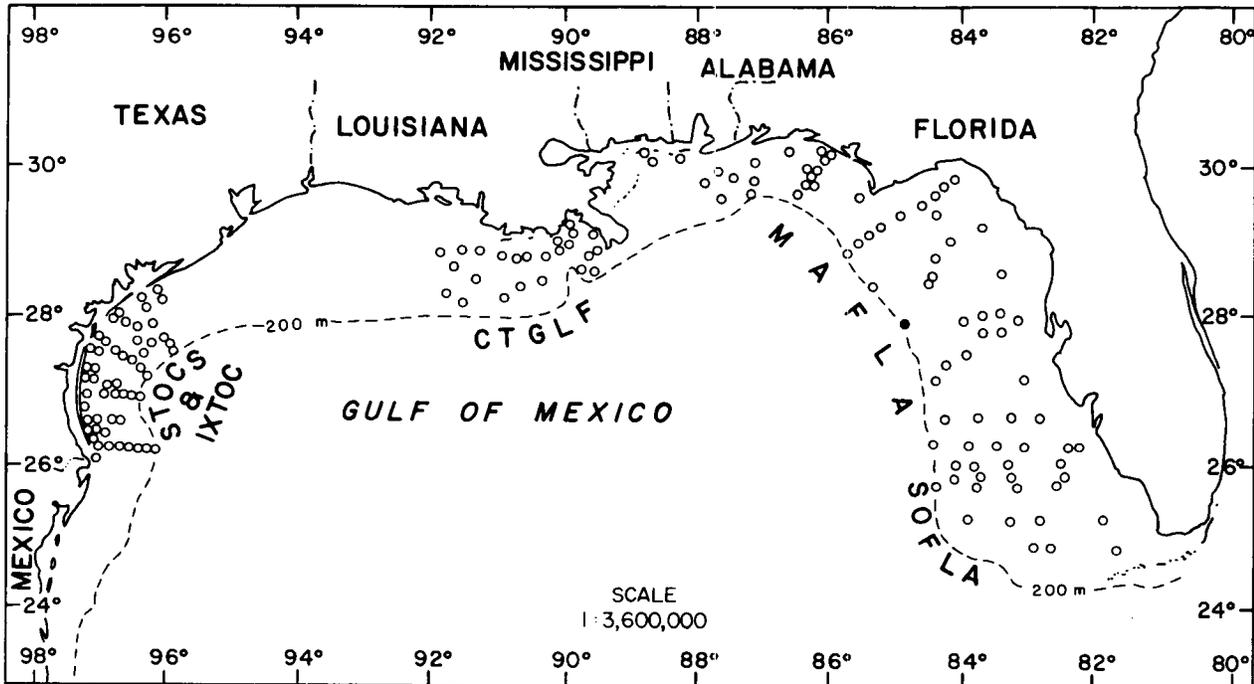 98° 96° 94° 92° 90° 88° 86° 84° 82° 80°
MISSISSIPPI ALABAMA
TEXAS LOUISIANA FLORIDA
30° 30°
MAFLA
28° 28°
200 m
CTGLF
STOCS
&
IXTOC
GULF OF MEXICO
26° 26°
SOFLA
MEXICO
SCALE
1:3,600,000
200 m
24° 24°
98° 96° 94° 92° 90° 88° 86° 84° 82° 80°